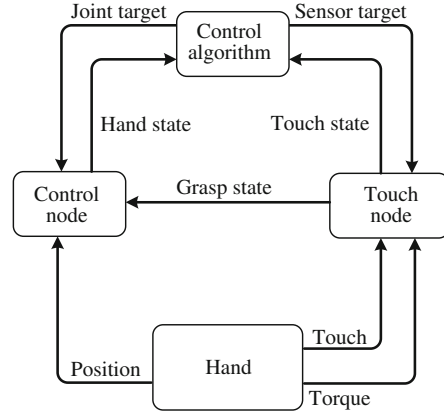 Joint target
Sensor target
Control
algorithm
Hand state
Touch state
Control
node
Grasp state
Touch
node
Hand
Touch
Position
Torque